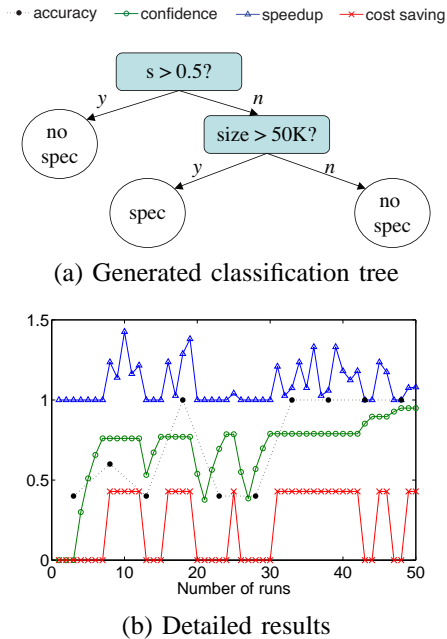 accuracy confidence speedup cost saving
s > 0.5?
y n
no spec
size > 50K?
y n
spec
no spec
(a) Generated classification tree
1.5
1
0.5
0
0 10 20 30 40 50
Number of runs
(b) Detailed results